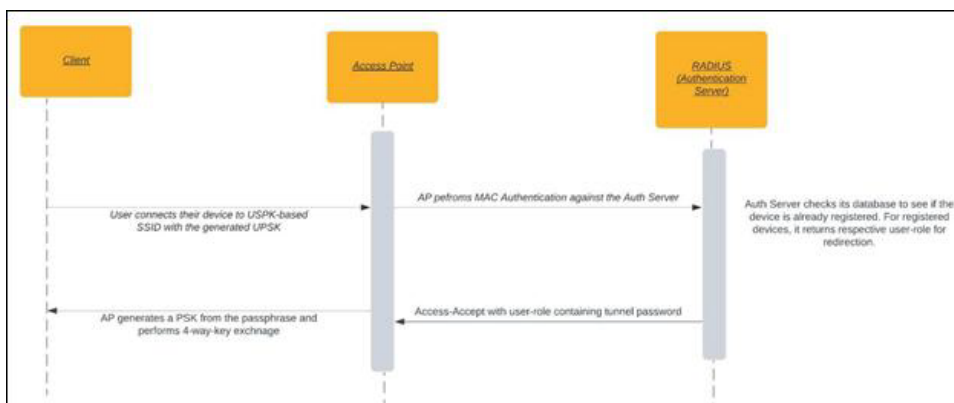 Client
Access Point
RADIUS
(Authentication
Server)
AP pefroms MAC Authentication against the Auth Server
User connects their device to USPK-based
SSID with the generated UPSK
Auth Server checks its database to see if the
device is already registered. For registered
devices, it returns respective user-role for
redirection.
Access-Accept with user-role containing tunnel password
AP generates a PSK from the passphrase and
performs 4-way-key exchnage